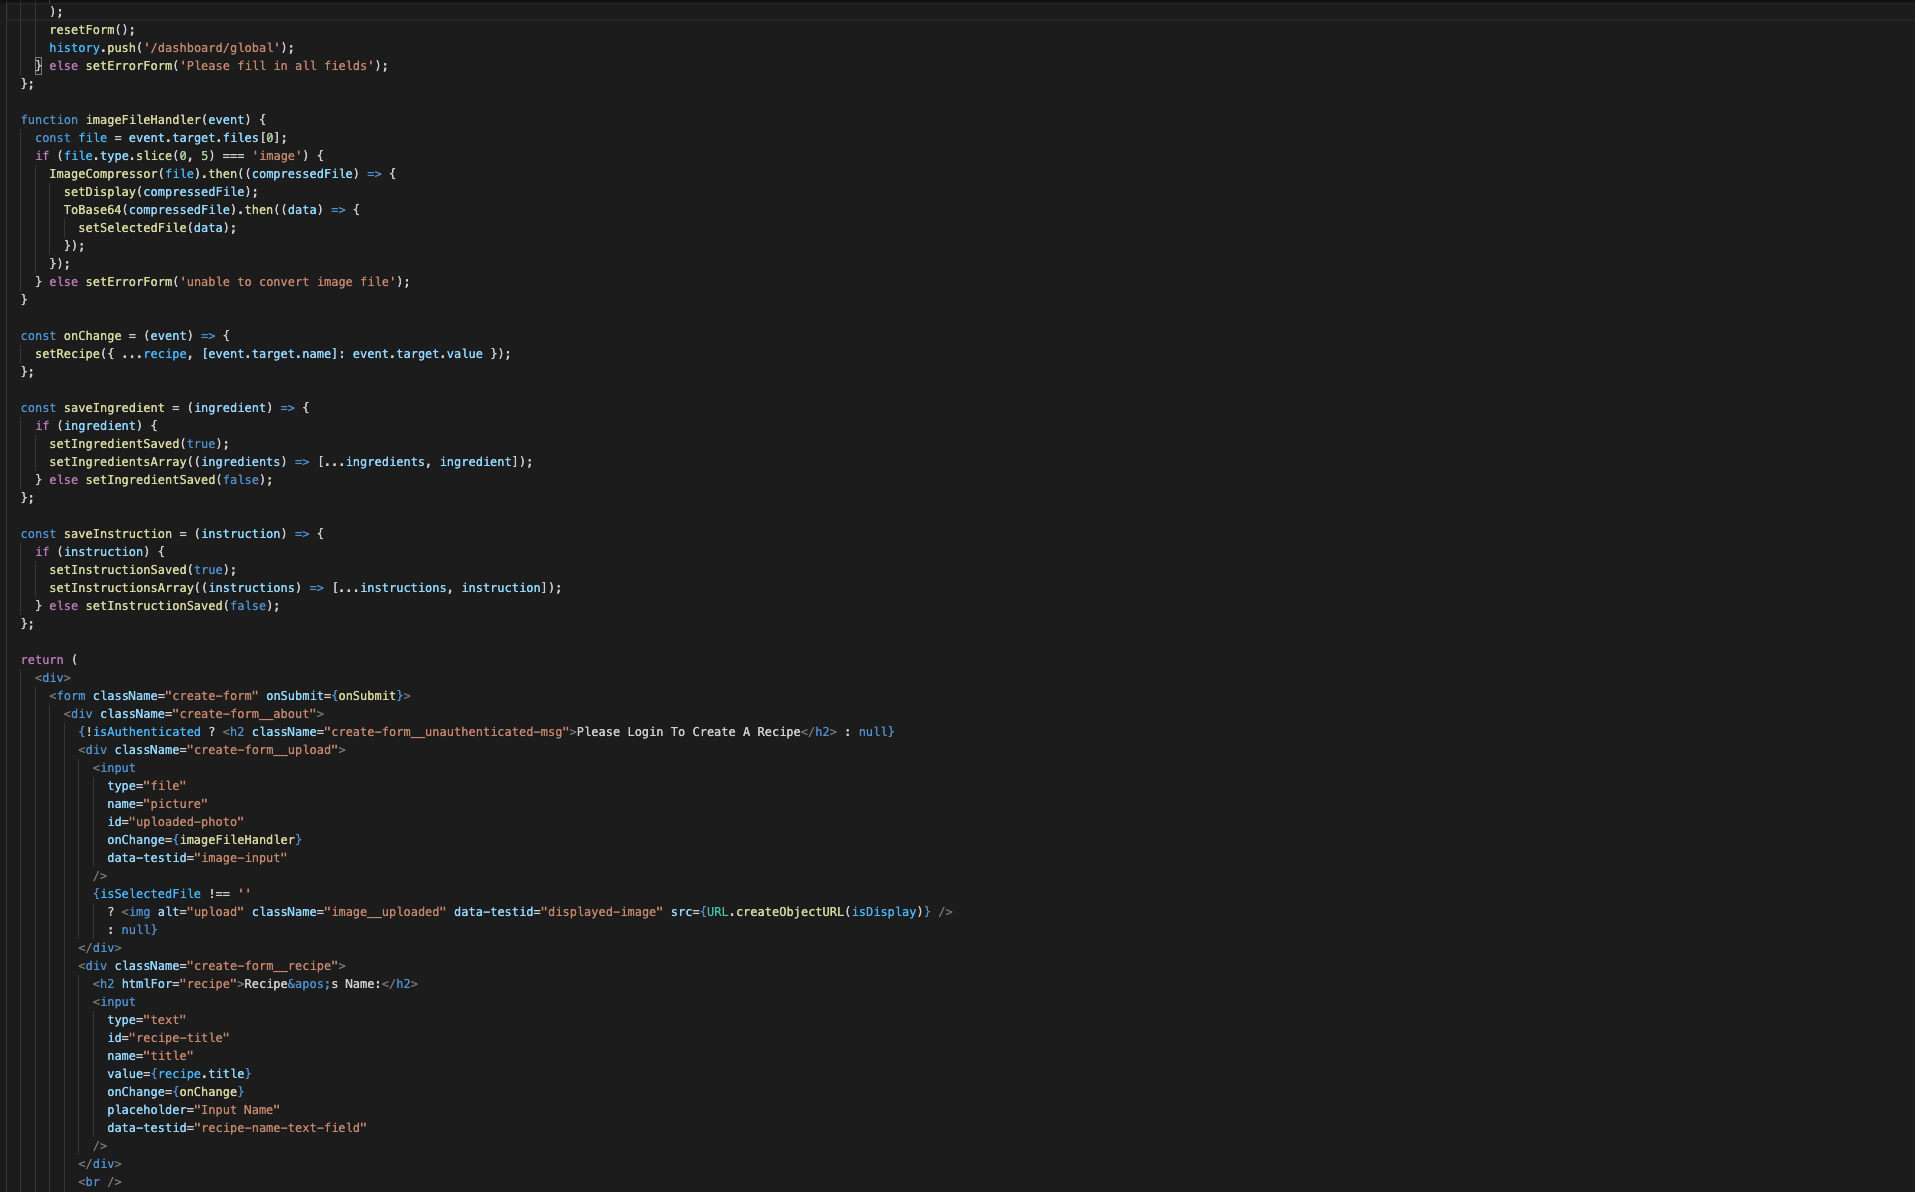 );
resetForm();
history.push('/dashboard/global');
} else setErrorForm('Please fill in all fields');
};
function imageFileHandler(event) {
const file = event.target.files[0];
if (file.type.slice(0, 5) === 'image') {
ImageCompressor(file).then((compressedFile) => {
setDisplay(compressedFile);
ToBase64(compressedFile).then((data) => {
setSelectedFile(data);
});
});
} else setErrorForm('unable to convert image file');
}
const onChange = (event) => {
setRecipe({ ...recipe, [event.target.name]: event.target.value });
};
const saveIngredient = (ingredient) => {
if (ingredient) {
setIngredientSaved(true);
setIngredientsArray((ingredients) => [...ingredients, ingredient]);
} else setIngredientSaved(false);
};
const saveInstruction = (instruction) => {
if (instruction) {
setInstructionSaved(true);
setInstructionsArray((instructions) => [...instructions, instruction]);
} else setInstructionSaved(false);
};
return (
<div>
<form className="create-form" onSubmit={onSubmit}>
<div className="create-form__about">
{!isAuthenticated ? <h2 className="create-form__unauthenticated-msg">Please Login To Create A Recipe</h2> : null}
<div className="create-form__upload">
<input
type="file"
name="picture"
id="uploaded-photo"
onChange={imageFileHandler}
data-testid="image-input"
/>
{isSelectedFile !== ''
? <img alt="upload" className="image__uploaded" data-testid="displayed-image" src={URL.createObjectURL(isDisplay)} />
: null}
</div>
<div className="create-form__recipe">
<h2 htmlFor="recipe">Recipe&apos;s Name:</h2>
<input
type="text"
id="recipe-title"
name="title"
value={recipe.title}
onChange={onChange}
placeholder="Input Name"
data-testid="recipe-name-text-field"
/>
</div>
<br />